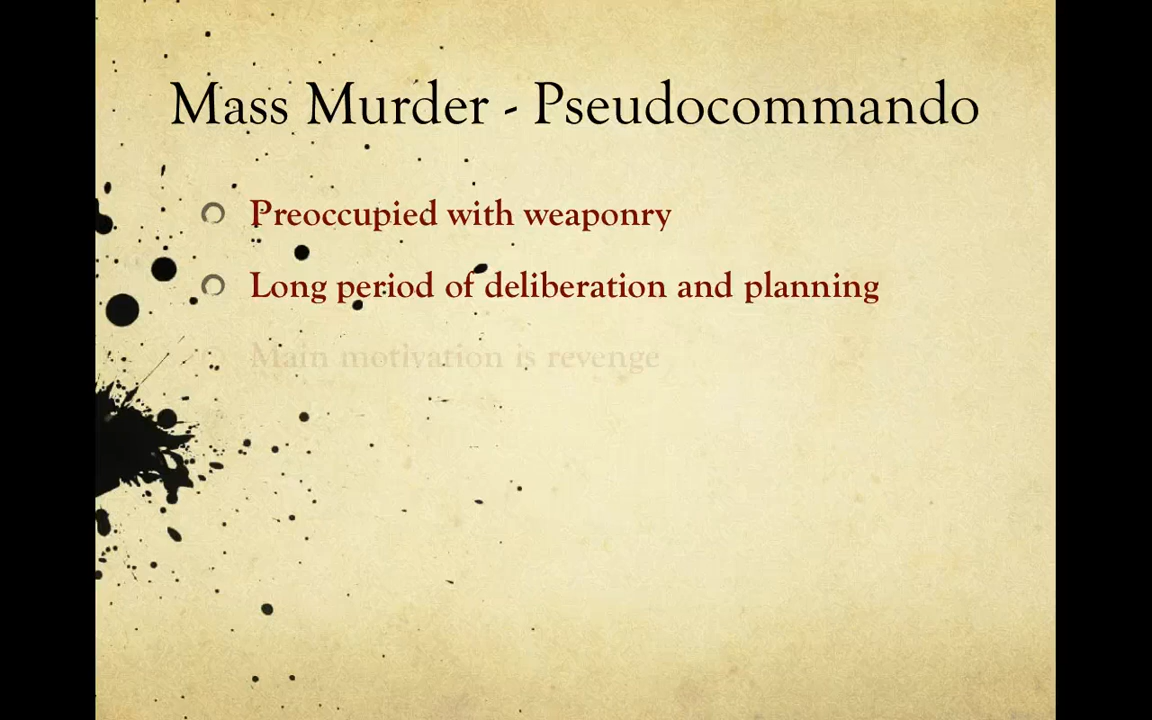 Mass Murder - Pseudocommando
Preoccupied with weaponry
Long period of deliberation and planning
Main motivation is revenge